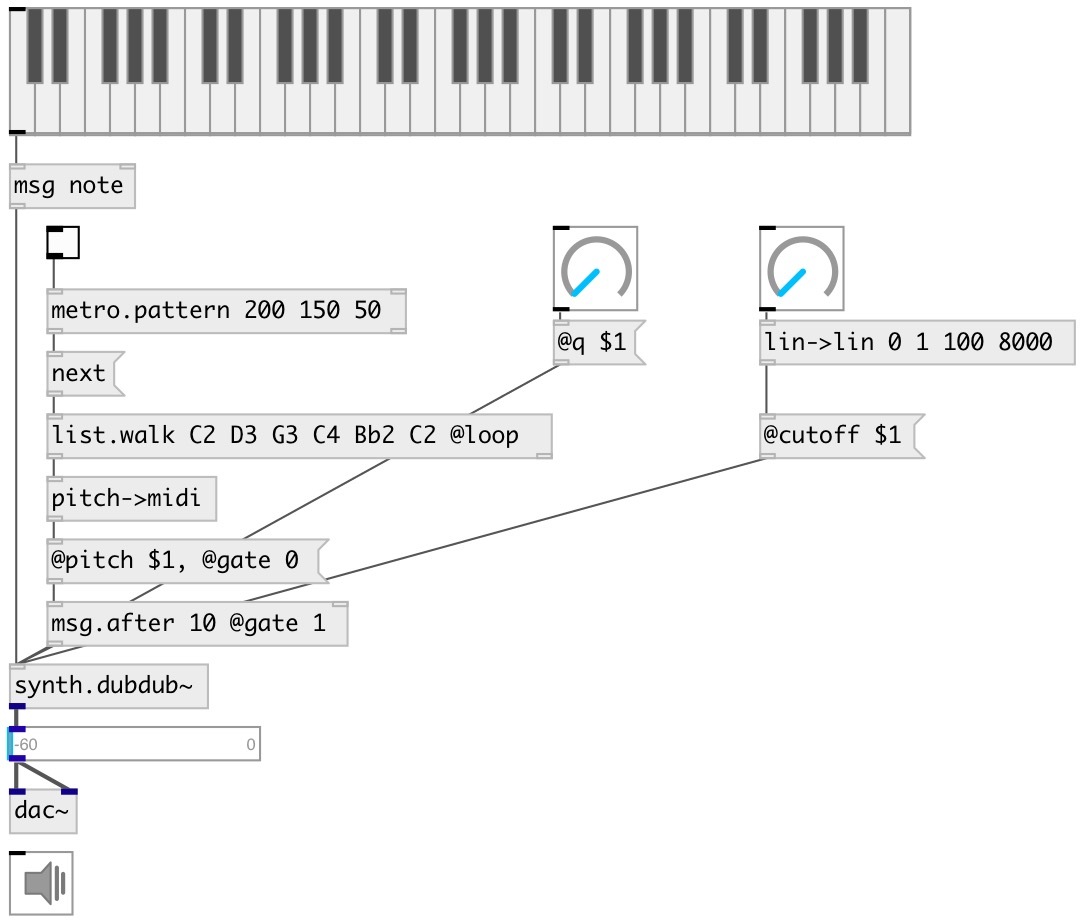 msg note
metro.pattern 200 150 50
@q $1
lin->lin 0 1 100 8000
next
list.walk C2 D3 G3 C4 Bb2 C2 @loop
@cutoff $1
pitch->midi
@pitch $1, @gate 0
msg.after 10 @gate 1
synth.dubdub~
-60 0
dac~